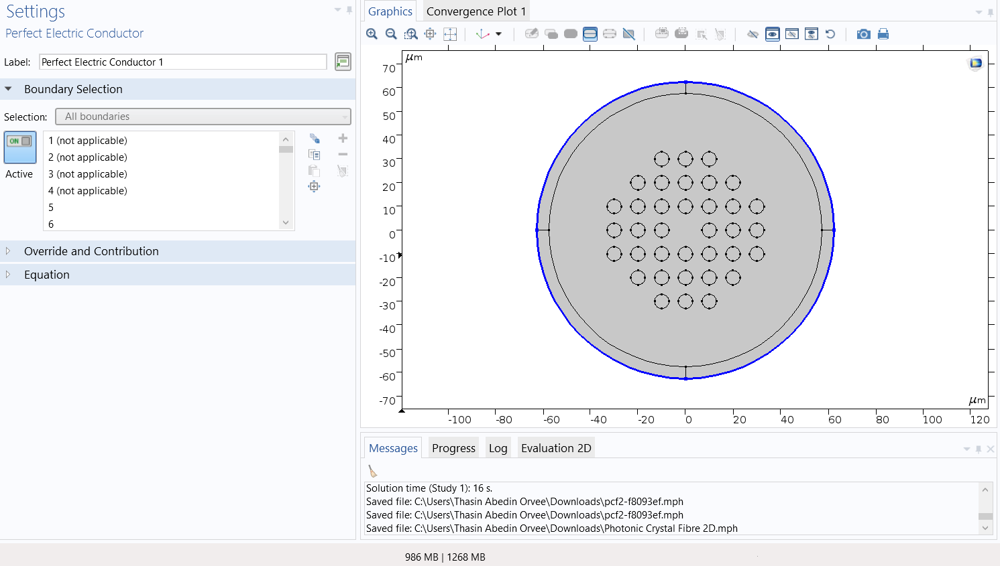 Settings
Perfect Electric Conductor
Label: Perfect Electric Conductor 1
Boundary Selection
Selection: All boundaries
ON
Active
1 (not applicable)
2 (not applicable)
3 (not applicable)
4 (not applicable)
5
6
Override and Contribution
Equation
Graphics Convergence Plot 1
μm
70
60
50
40
30
20
10
0
-10
-20
-30
-40
-50
-60
-70
μm
-100 -80 -60 -40 -20 0 20 40 60 80 100 120
Messages Progress Log Evaluation 2D
Solution time (Study 1): 16 s.
Saved file: C:\Users\Thasin Abedin Orvee\Downloads\pcf2-f8093ef.mph
Saved file: C:\Users\Thasin Abedin Orvee\Downloads\pcf2-f8093ef.mph
Saved file: C:\Users\Thasin Abedin Orvee\Downloads\Photonic Crystal Fibre 2D.mph
986 MB | 1268 MB